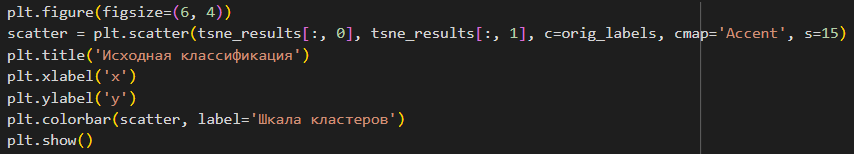 plt.figure(figsize=(6, 4))
scatter = plt.scatter(tsne_results[:, 0], tsne_results[:, 1], c=orig_labels, cmap='Accent', s=15)
plt.title('Исходная классификация')
plt.xlabel('x')
plt.ylabel('y')
plt.colorbar(scatter, label='Шкала кластеров')
plt.show()